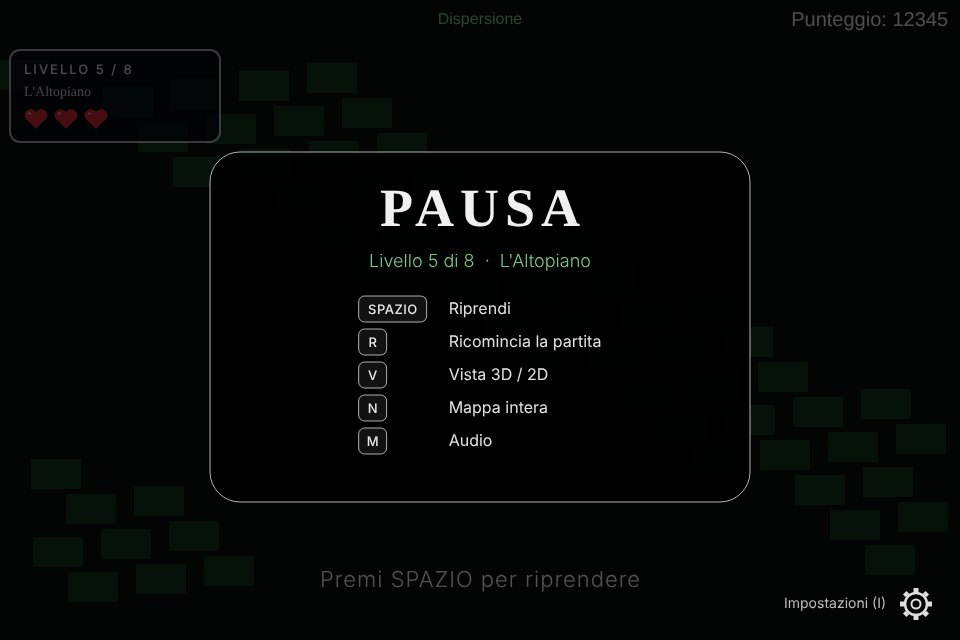 Dispersione
Punteggio: 12345
LIVELLO 5 / 8
L'Altopiano
PAUSA
Livello 5 di 8 · L'Altopiano
SPAZIO Riprendi
R Ricomincia la partita
V Vista 3D / 2D
N Mappa intera
M Audio
Premi SPAZIO per riprendere
Impostazioni (I)